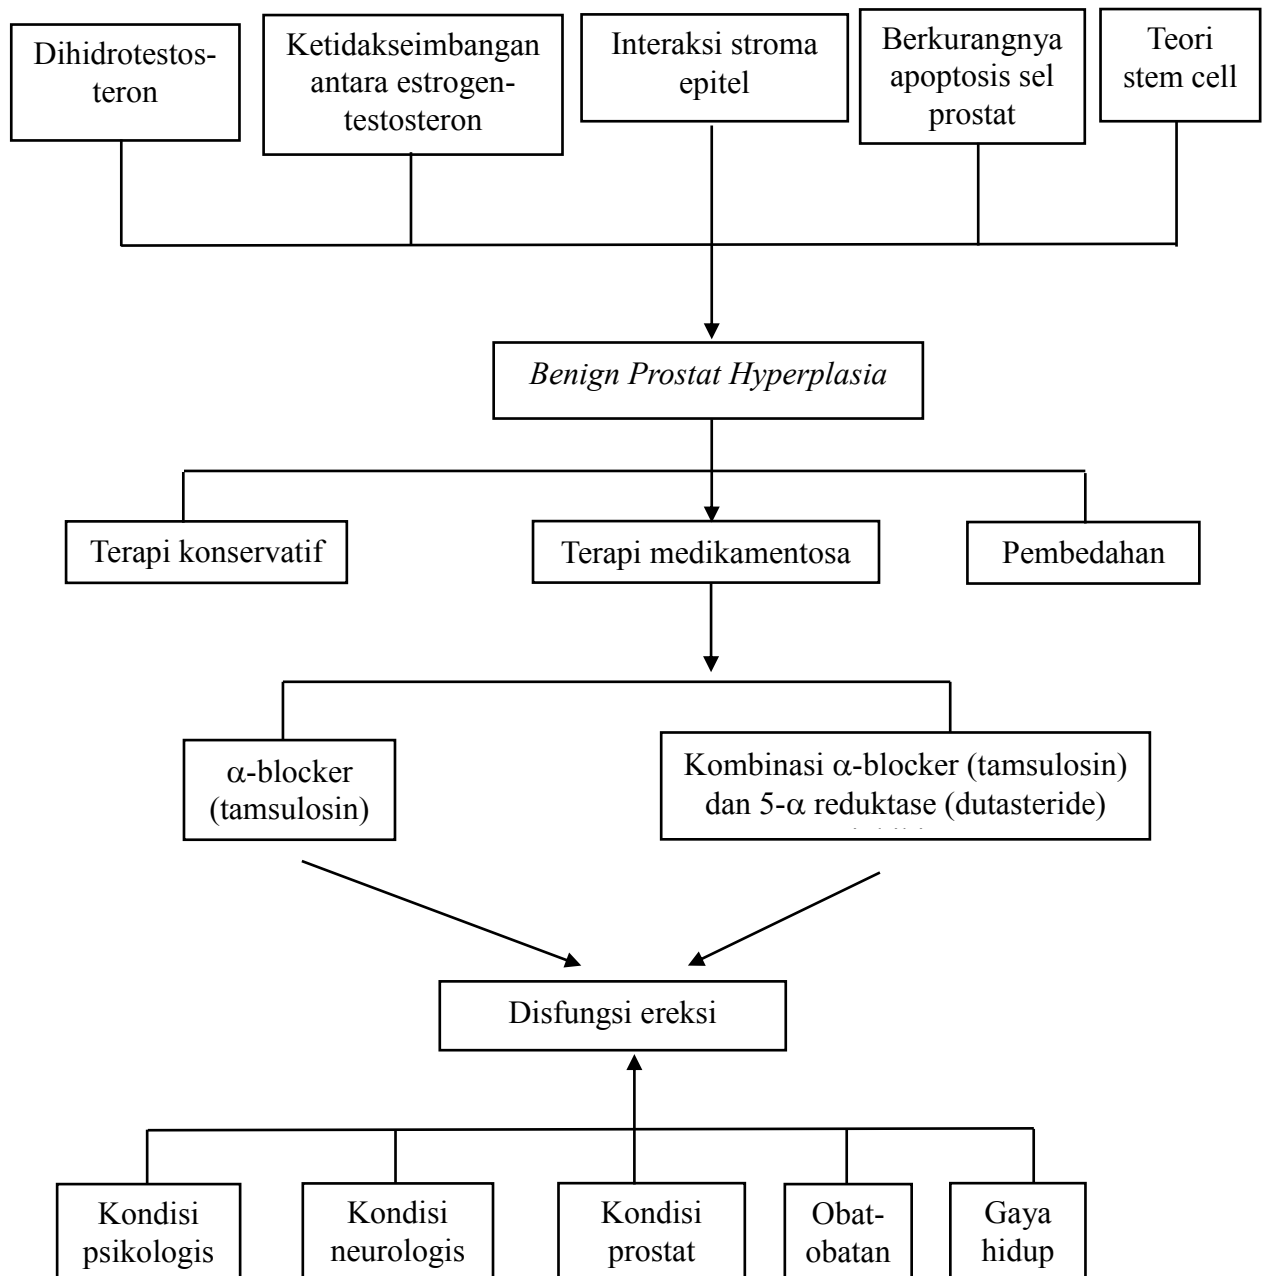 Dihidrotestos-
teron
Ketidakseimbangan
antara estrogen-
testosteron
Interaksi stroma
epitel
Berkurangnya
apoptosis sel
prostat
Teori
stem cell
Benign Prostat Hyperplasia
Terapi konservatif
Terapi medikamentosa
Pembedahan
α-blocker
(tamsulosin)
Kombinasi α-blocker (tamsulosin)
dan 5-α reduktase (dutasteride)
Disfungsi ereksi
Kondisi
psikologis
Kondisi
neurologis
Kondisi
prostat
Obat-
obatan
Gaya
hidup